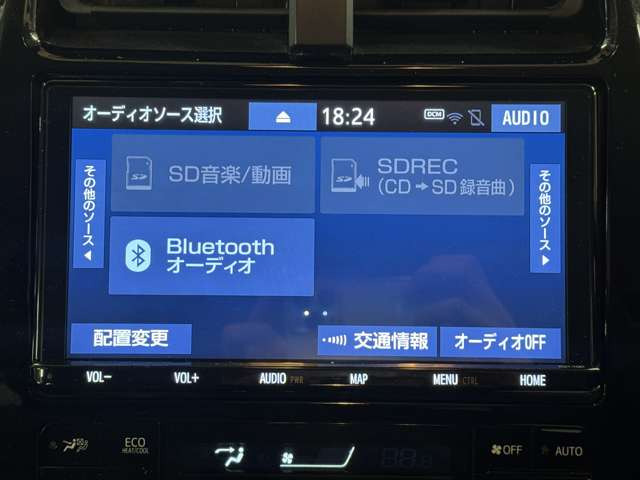 オーディオソース選択
18:24
DCM
AUDIO
その他のソース
SD音楽/動画
SDREC
(CD➔SD録音曲)
その他のソース
Bluetooth
オーディオ
配置変更
交通情報
オーディオOFF
VOL−
VOL+
AUDIO PWR
MAP
MENU CTRL
HOME
ECO
HEAT/COOL
OFF
AUTO